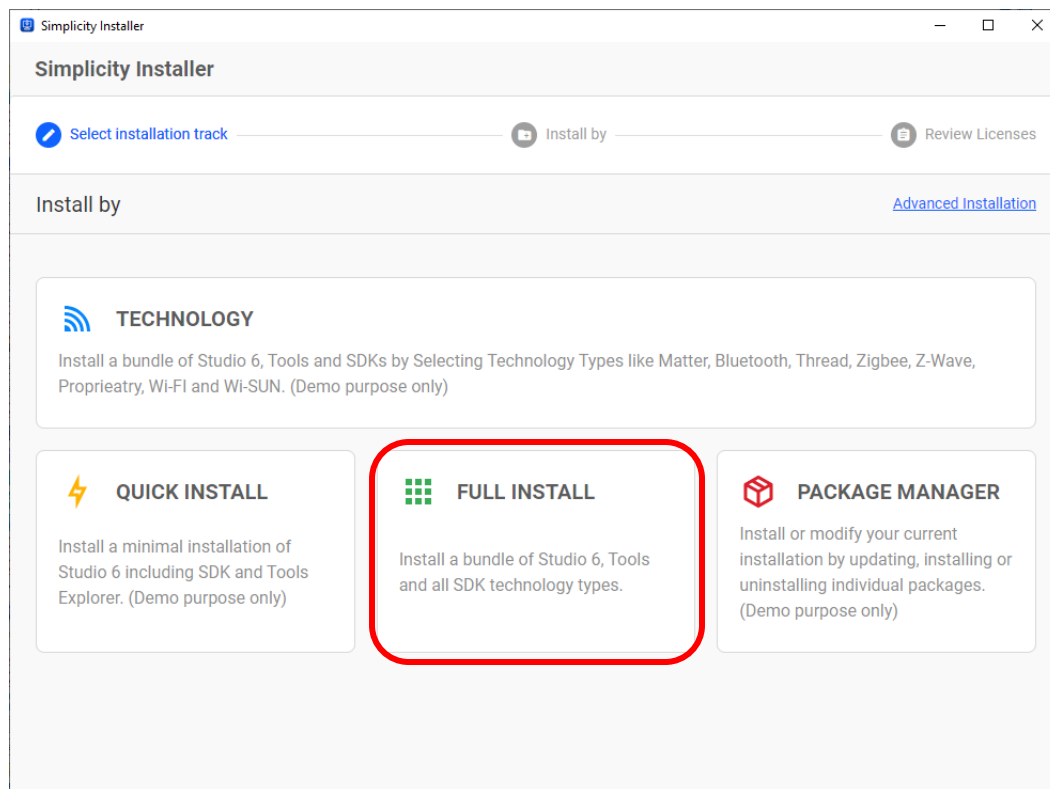 Simplicity Installer
Simplicity Installer
Select installation track
Install by
Review Licenses
Install by
Advanced Installation
TECHNOLOGY
Install a bundle of Studio 6, Tools and SDKs by Selecting Technology Types like Matter, Bluetooth, Thread, Zigbee, Z-Wave,
Proprieatry, Wi-FI and Wi-SUN. (Demo purpose only)
QUICK INSTALL
Install a minimal installation of
Studio 6 including SDK and Tools
Explorer. (Demo purpose only)
FULL INSTALL
Install a bundle of Studio 6, Tools
and all SDK technology types.
PACKAGE MANAGER
Install or modify your current
installation by updating, installing or
uninstalling individual packages.
(Demo purpose only)